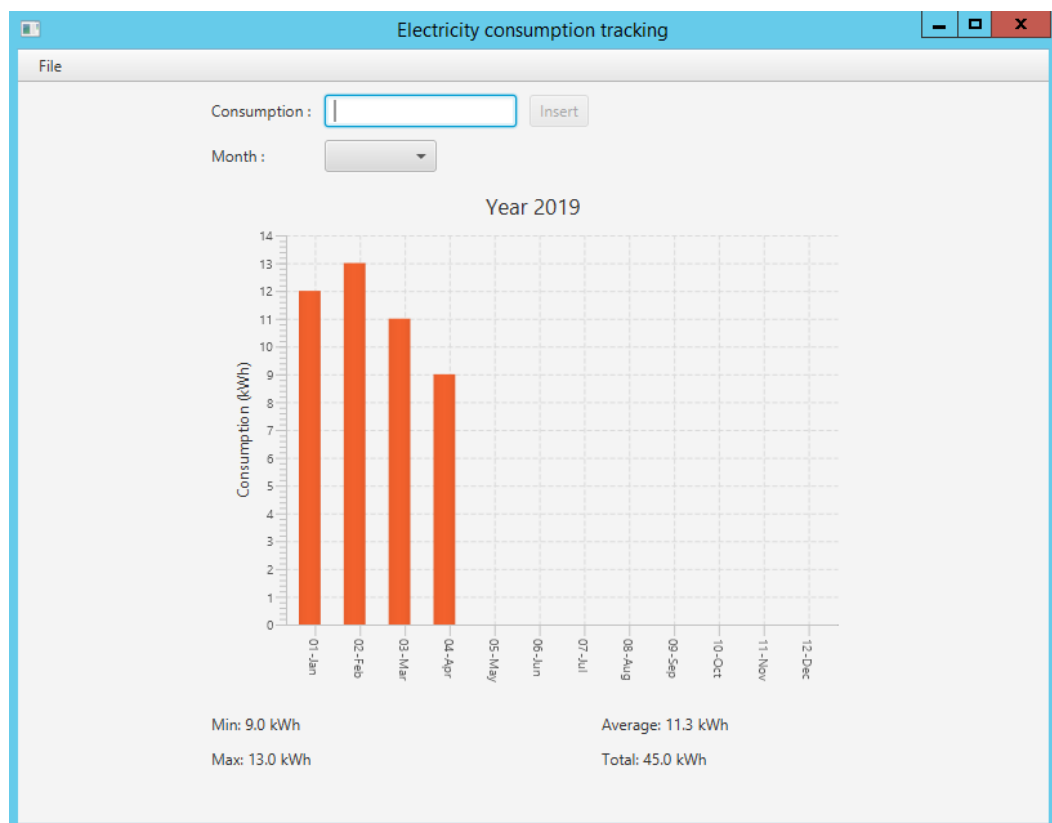 Electricity consumption tracking
File
Consumption :
Insert
Month :
Year 2019
Consumption (kWh)
14
13
12
11
10
9
8
7
6
5
4
3
2
1
0
01-Jan
02-Feb
03-Mar
04-Apr
05-May
06-Jun
07-Jul
08-Aug
09-Sep
10-Oct
11-Nov
12-Dec
Min: 9.0 kWh
Average: 11.3 kWh
Max: 13.0 kWh
Total: 45.0 kWh